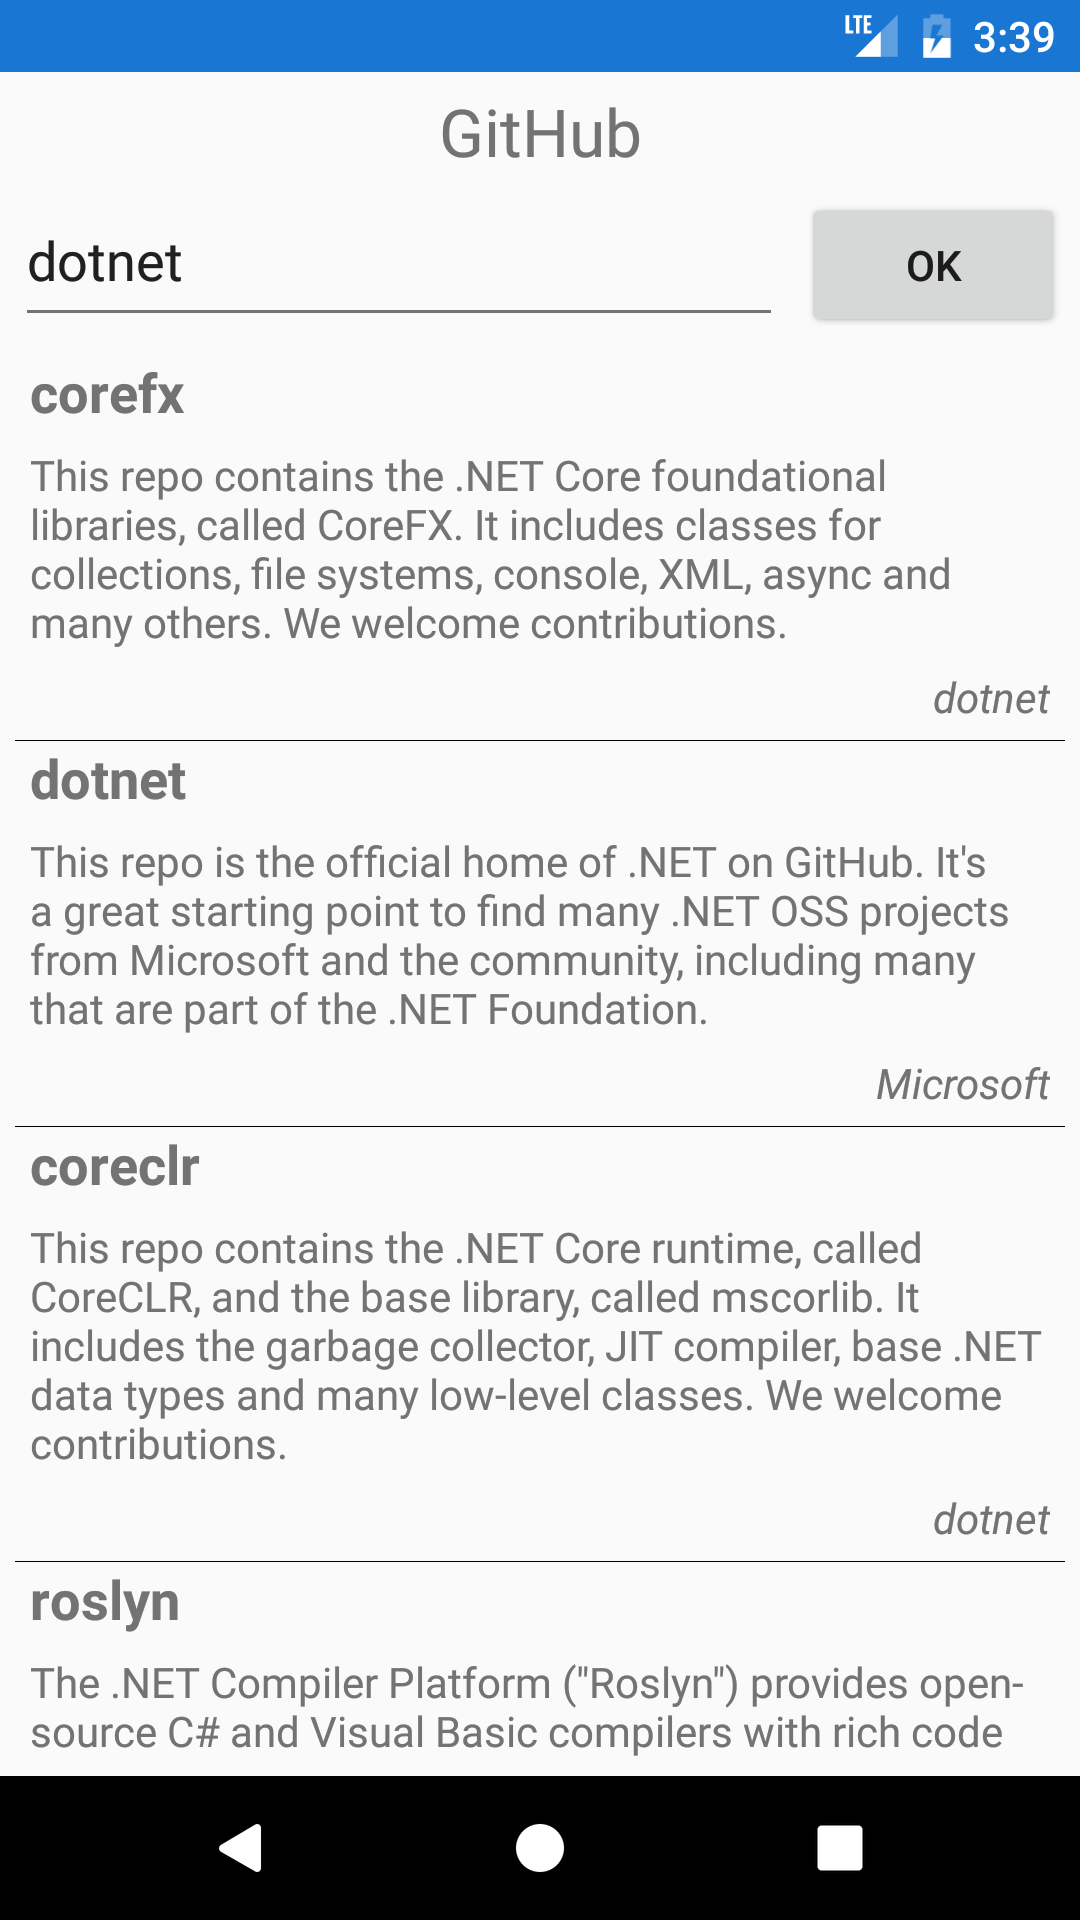 LTE 3:39
GitHub
dotnet
OK
corefx
This repo contains the .NET Core foundational
libraries, called CoreFX. It includes classes for
collections, file systems, console, XML, async and
many others. We welcome contributions.
dotnet
dotnet
This repo is the official home of .NET on GitHub. It's
a great starting point to find many .NET OSS projects
from Microsoft and the community, including many
that are part of the .NET Foundation.
Microsoft
coreclr
This repo contains the .NET Core runtime, called
CoreCLR, and the base library, called mscorlib. It
includes the garbage collector, JIT compiler, base .NET
data types and many low-level classes. We welcome
contributions.
dotnet
roslyn
The .NET Compiler Platform ("Roslyn") provides open-
source C# and Visual Basic compilers with rich code